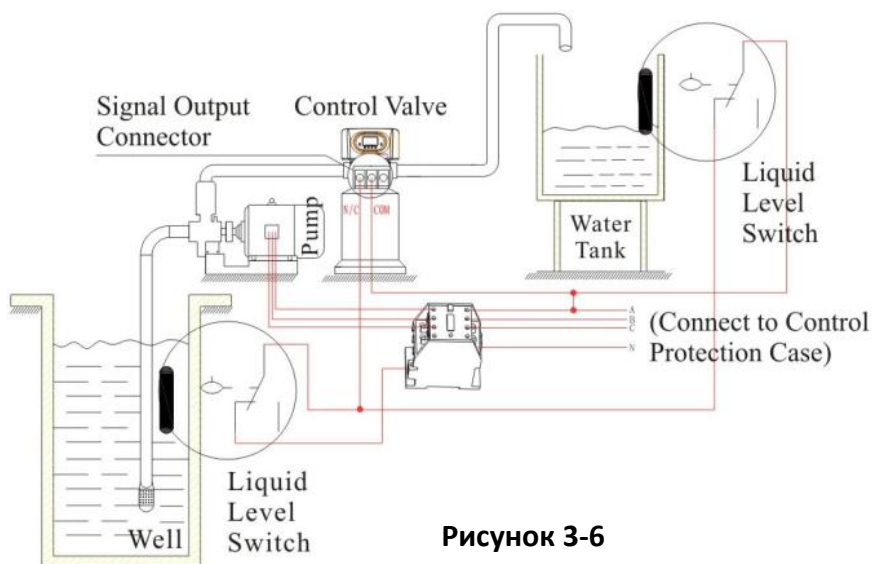 Signal Output
Connector
Control Valve
N/C
COM
Pump
Liquid
Level
Switch
Water
Tank
A
B
C
N
(Connect to Control
Protection Case)
Liquid
Level
Switch
Well
Рисунок 3-6